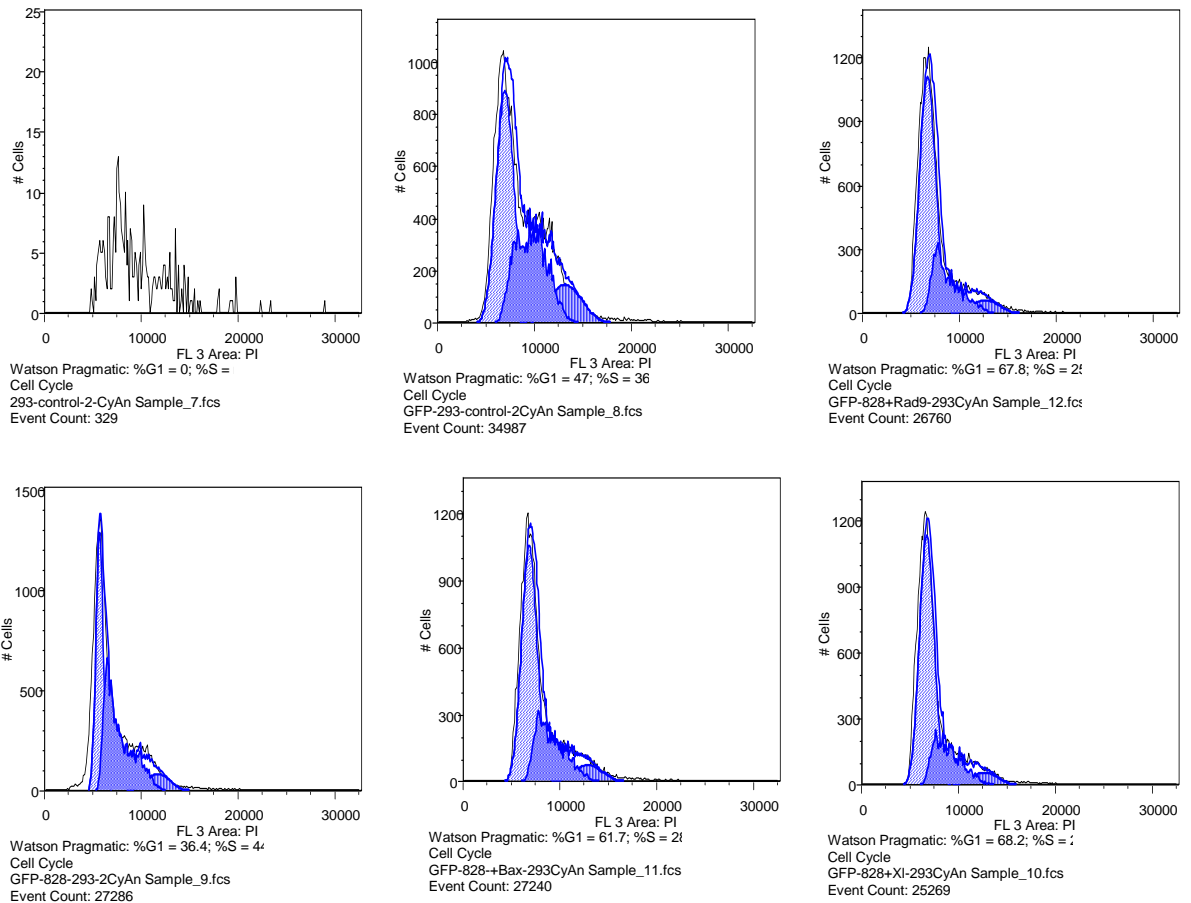 25
20
15
10
5
0
# Cells
0
10000
20000
30000
FL 3 Area: PI
Watson Pragmatic: %G1 = 0; %S =
Cell Cycle
293-control-2-CyAn Sample_7.fcs
Event Count: 329
1000
800
600
400
200
0
# Cells
0
10000
20000
30000
FL 3 Area: PI
Watson Pragmatic: %G1 = 47; %S = 36
Cell Cycle
GFP-293-control-2CyAn Sample_8.fcs
Event Count: 34987
1200
900
600
300
0
# Cells
0
10000
20000
30000
FL 3 Area: PI
Watson Pragmatic: %G1 = 67.8; %S =
Cell Cycle
GFP-828+Rad9-293CyAn Sample_12.fcs
Event Count: 26760
1500
1000
500
0
# Cells
0
10000
20000
30000
FL 3 Area: PI
Watson Pragmatic: %G1 = 36.4; %S =
Cell Cycle
GFP-828-293-2CyAn Sample_9.fcs
Event Count: 27286
1200
900
600
300
0
# Cells
0
10000
20000
30000
FL 3 Area: PI
Watson Pragmatic: %G1 = 61.7; %S =
Cell Cycle
GFP-828-+Bax-293CyAn Sample_11.fcs
Event Count: 27240
1200
900
600
300
0
# Cells
0
10000
20000
30000
FL 3 Area: PI
Watson Pragmatic: %G1 = 68.2; %S =
Cell Cycle
GFP-828+Xl-293CyAn Sample_10.fcs
Event Count: 25269